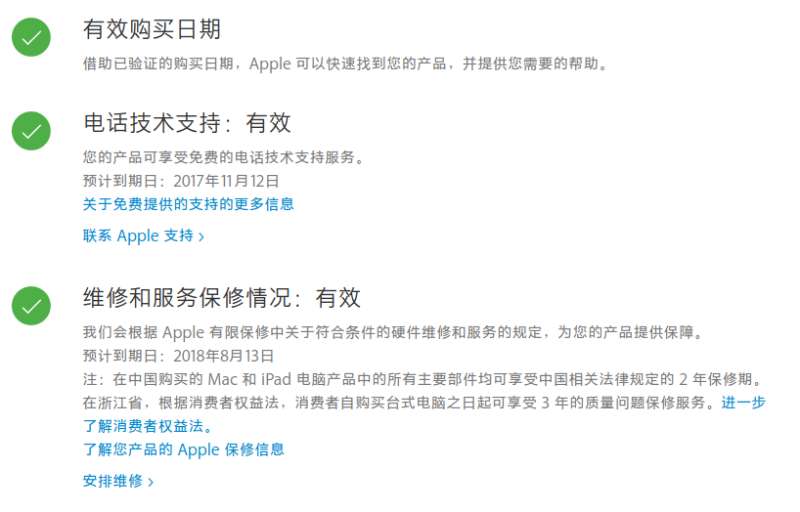 有效购买日期
借助已验证的购买日期，Apple 可以快速找到您的产品，并提供您需要的帮助。
电话技术支持：有效
您的产品可享受免费的电话技术支持服务。
预计到期日：2017年11月12日
关于免费提供的支持的更多信息
联系 Apple 支持 ›
维修和服务保修情况：有效
我们会根据 Apple 有限保修中关于符合条件的硬件维修和服务的规定，为您的产品提供保障。
预计到期日：2018年8月13日
注：在中国购买的 Mac 和 iPad 电脑产品中的所有主要部件均可享受中国相关法律规定的 2 年保修期。
在浙江省，根据消费者权益法，消费者自购买台式电脑之日起可享受 3 年的质量问题保修服务。进一步
了解消费者权益法。
了解您产品的 Apple 保修信息
安排维修 ›